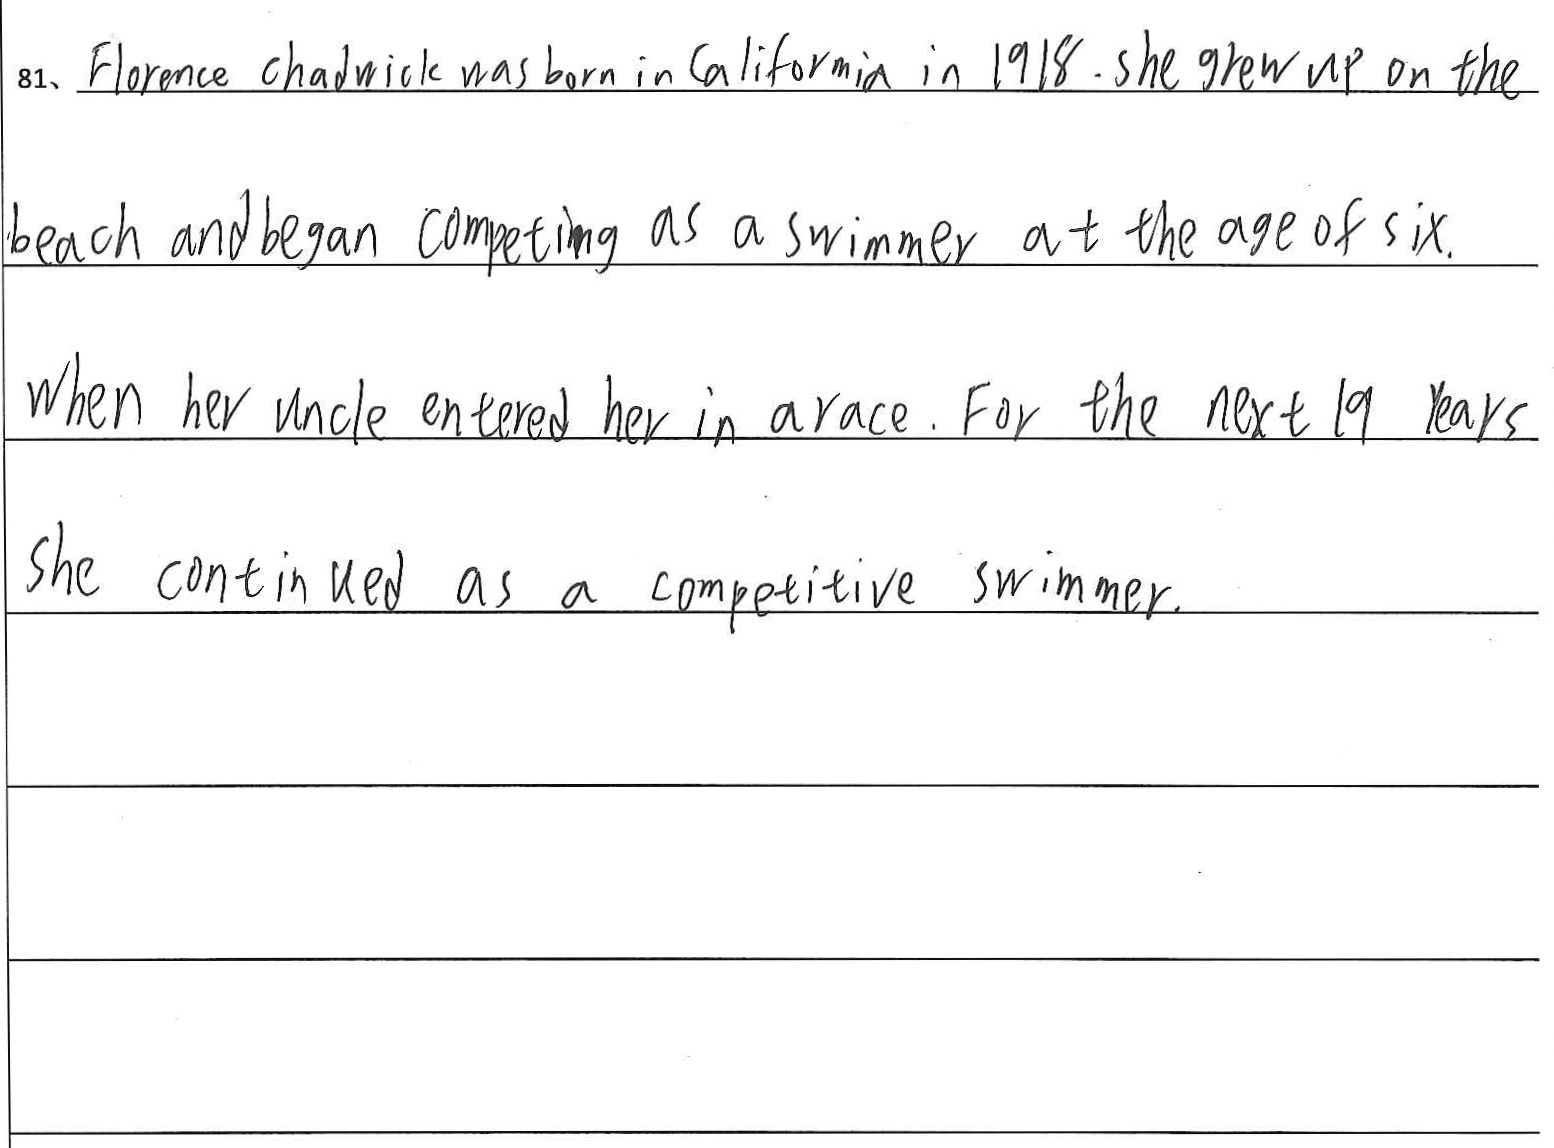 81、Florence chadwick was born in California in 1918. she grew up on the
beach and began competing as a swimmer at the age of six.
When her uncle entered her in a race. For the next 19 Years
She continued as a competitive swimmer.